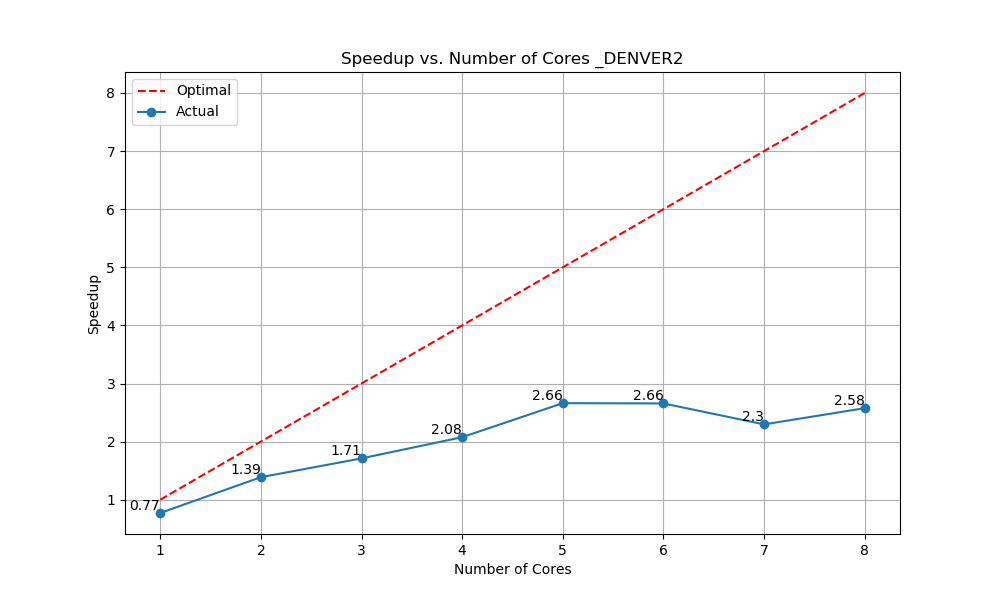 Speedup vs. Number of Cores _DENVER2
Optimal
Actual
Speedup
8
7
6
5
4
3
2
1
0.77
1.39
1.71
2.08
2.66
2.66
2.3
2.58
1 2 3 4 5 6 7 8
Number of Cores